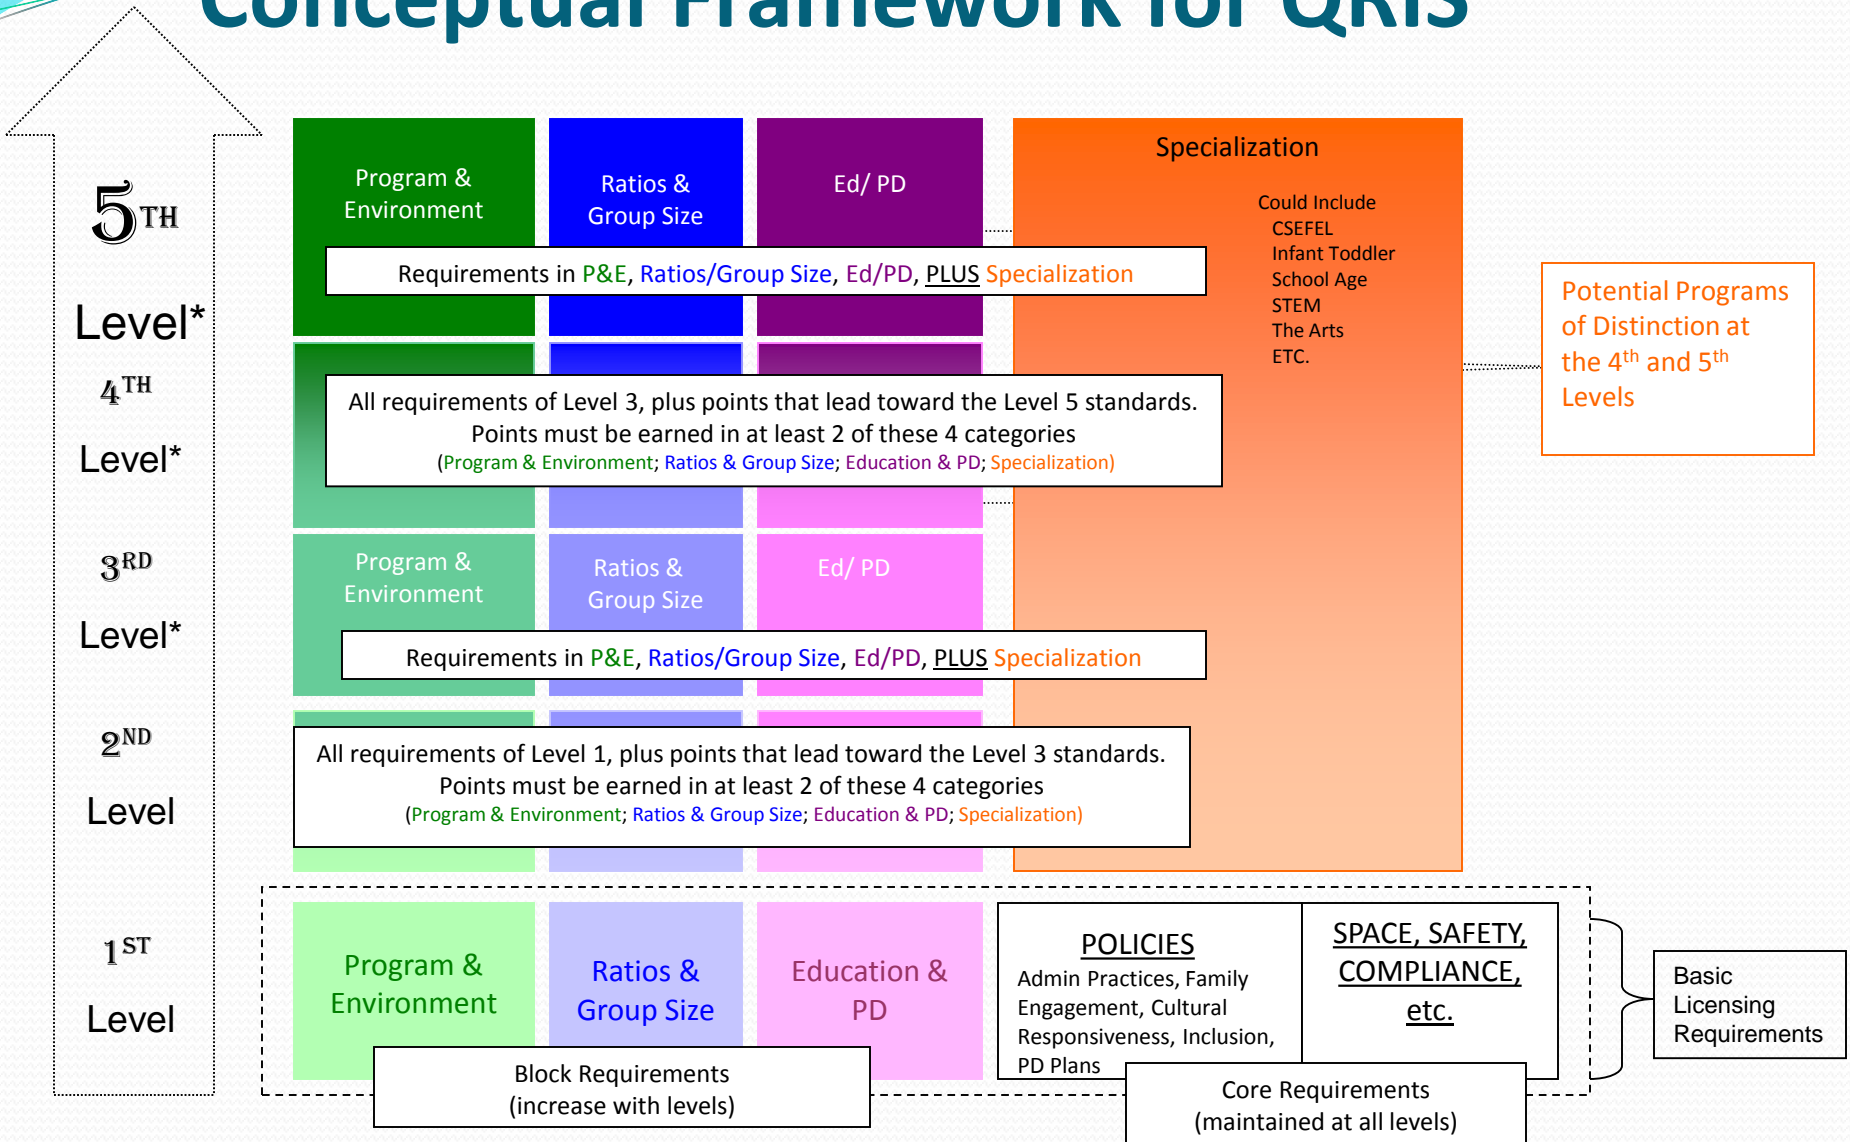 Conceptual Framework for QRIS
5TH
Level*
4TH
Level*
3RD
Level*
2ND
Level
1ST
Level
Program &
Environment
Ratios &
Group Size
Ed/ PD
Specialization
Could Include
CSEFEL
Infant Toddler
School Age
STEM
The Arts
ETC.
Requirements in P&E, Ratios/Group Size, Ed/PD, PLUS Specialization
Potential Programs
of Distinction at
the 4th and 5th
Levels
All requirements of Level 3, plus points that lead toward the Level 5 standards.
Points must be earned in at least 2 of these 4 categories
(Program & Environment; Ratios & Group Size; Education & PD; Specialization)
Program &
Environment
Ratios &
Group Size
Ed/ PD
Requirements in P&E, Ratios/Group Size, Ed/PD, PLUS Specialization
All requirements of Level 1, plus points that lead toward the Level 3 standards.
Points must be earned in at least 2 of these 4 categories
(Program & Environment; Ratios & Group Size; Education & PD; Specialization)
Program &
Environment
Ratios &
Group Size
Education &
PD
POLICIES
Admin Practices, Family
Engagement, Cultural
Responsiveness, Inclusion,
PD Plans
SPACE, SAFETY,
COMPLIANCE,
etc.
Basic
Licensing
Requirements
Block Requirements
(increase with levels)
Core Requirements
(maintained at all levels)